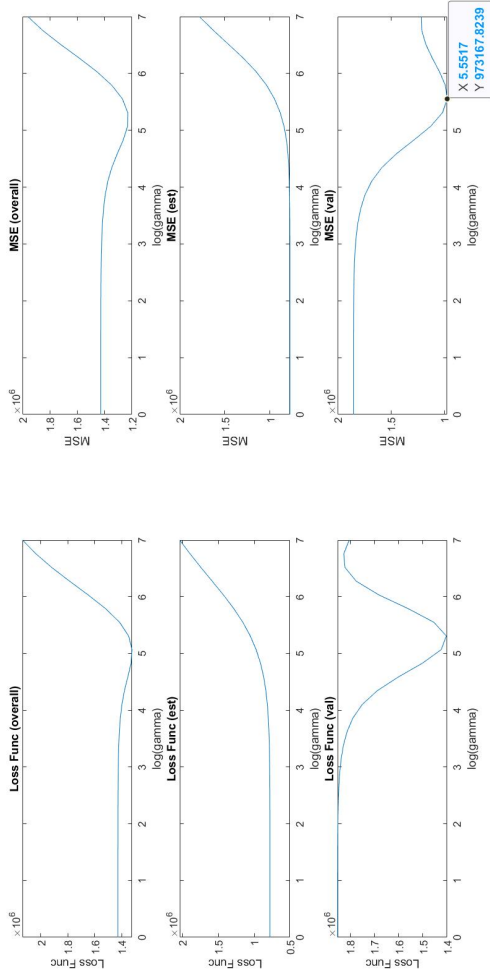 Loss Func (overall)
×10^6
2
1.8
1.6
1.4
Loss Func
0 1 2 3 4 5 6 7
log(gamma)
MSE (overall)
×10^6
2
1.8
1.6
1.4
1.2
MSE
0 1 2 3 4 5 6 7
log(gamma)
Loss Func (est)
×10^6
2
1.5
1
0.5
Loss Func
0 1 2 3 4 5 6 7
log(gamma)
MSE (est)
×10^6
2
1.5
1
MSE
0 1 2 3 4 5 6 7
log(gamma)
Loss Func (val)
×10^6
1.8
1.7
1.6
1.5
1.4
Loss Func
0 1 2 3 4 5 6 7
log(gamma)
MSE (val)
×10^6
2
1.5
1
MSE
0 1 2 3 4 5 6 7
log(gamma)
X 5.5517
Y 973167.8239